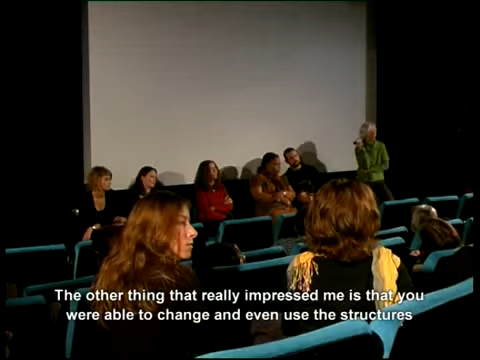 The other thing that really impressed me is that you
were able to change and even use the structures